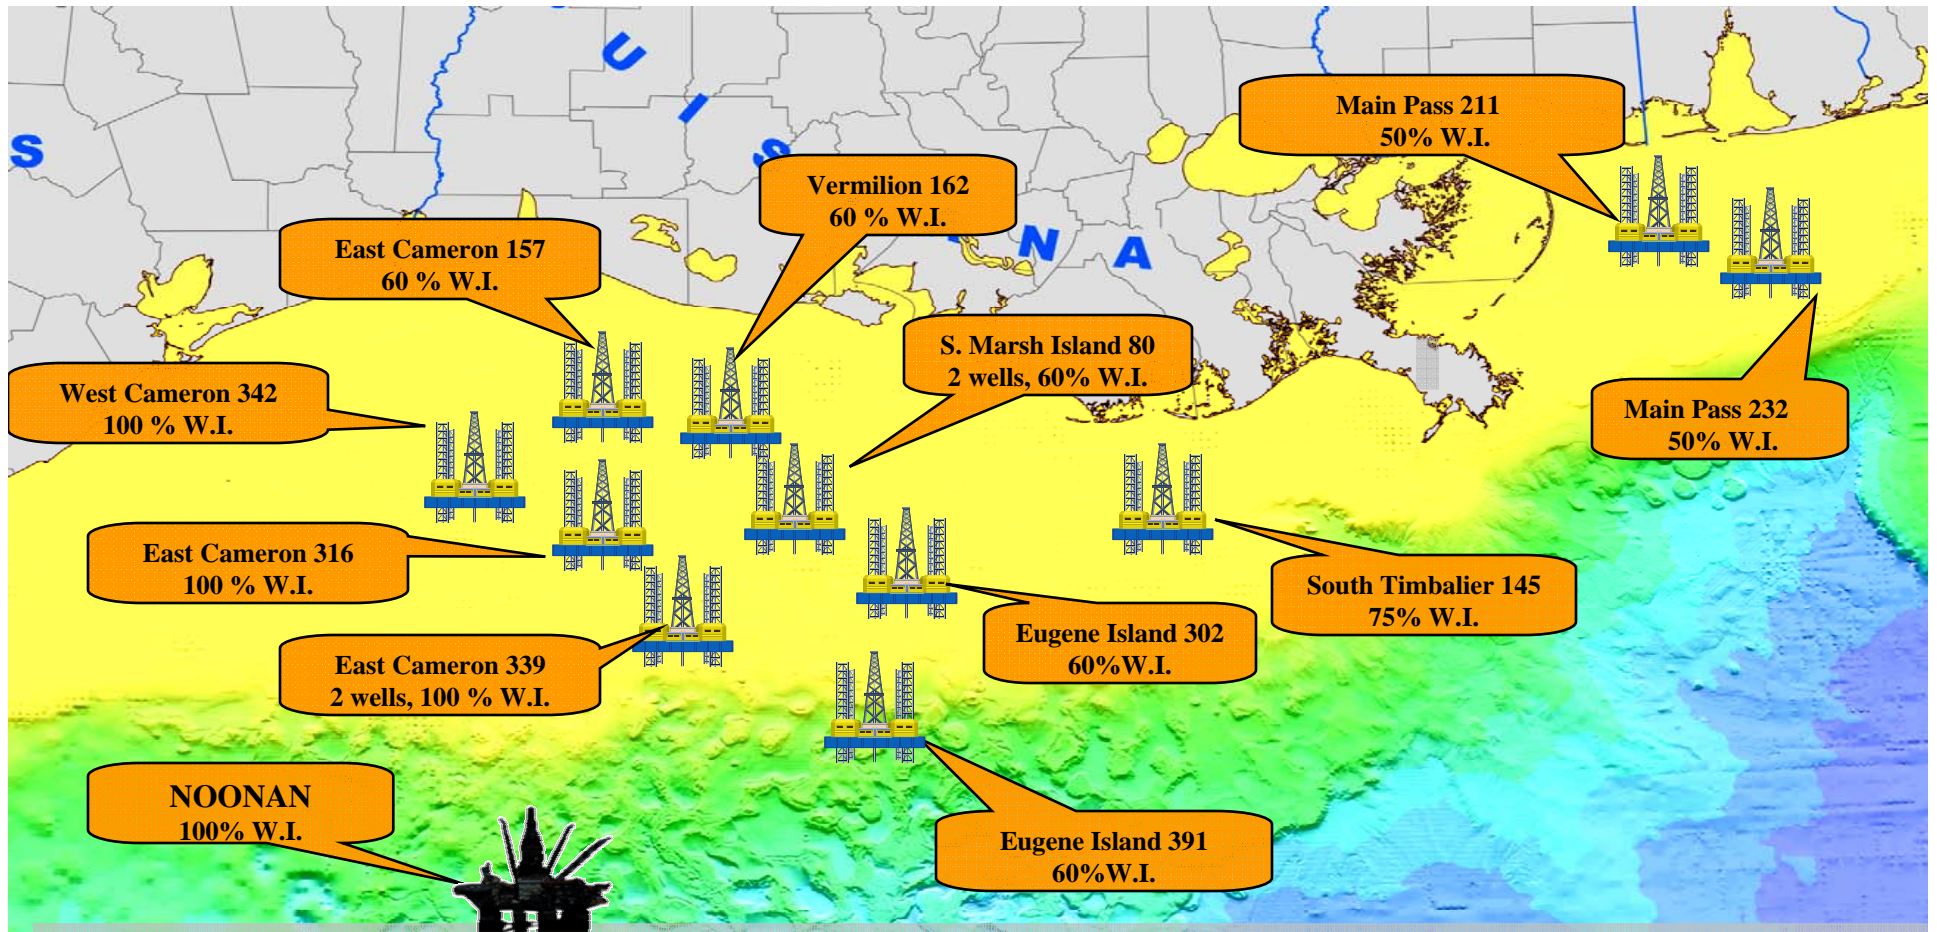 S
U
I
S
N
A
Main Pass 211
50% W.I.
Vermilion 162
60 % W.I.
East Cameron 157
60 % W.I.
S. Marsh Island 80
2 wells, 60% W.I.
West Cameron 342
100 % W.I.
Main Pass 232
50% W.I.
East Cameron 316
100 % W.I.
South Timbalier 145
75% W.I.
Eugene Island 302
60%W.I.
East Cameron 339
2 wells, 100 % W.I.
NOONAN
100% W.I.
Eugene Island 391
60%W.I.